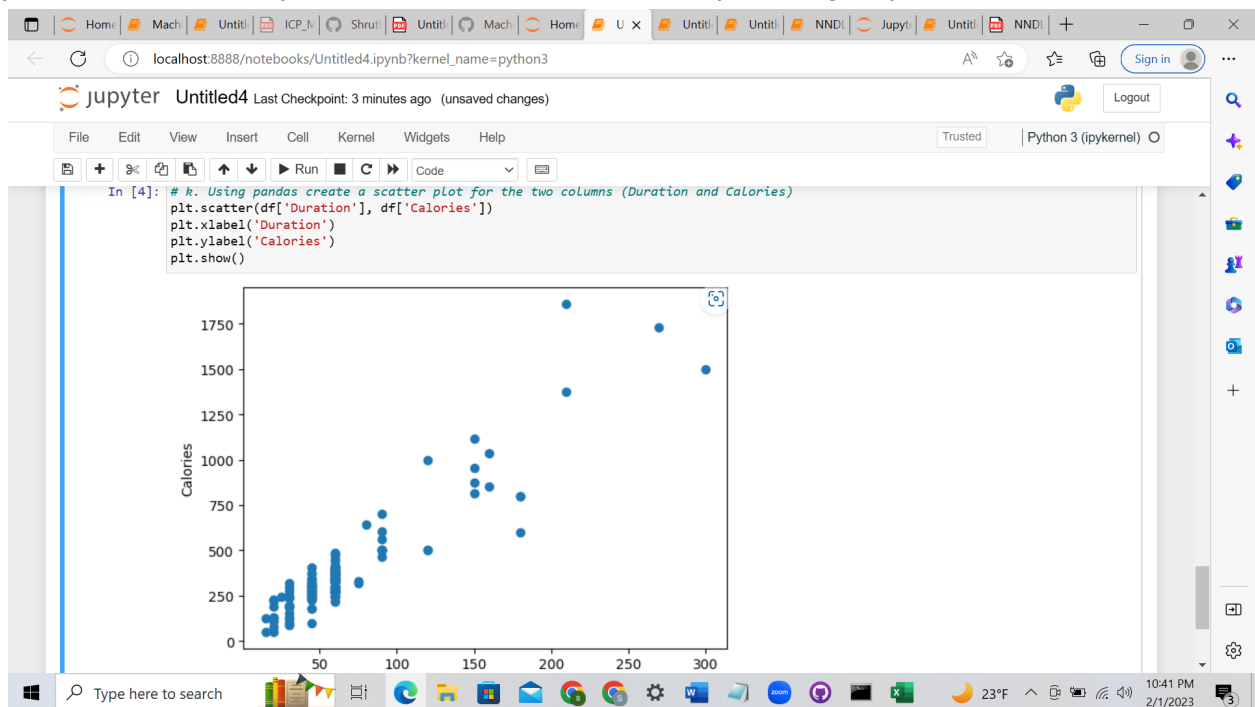 Home Mach Untitl ICP_M Shruti Untitl Mach Home U Untitl Untitl NNDL Jupyte Untitl NNDL
localhost:8888/notebooks/Untitled4.ipynb?kernel_name=python3 Sign in
jupyter Untitled4 Last Checkpoint: 3 minutes ago (unsaved changes) Logout
File Edit View Insert Cell Kernel Widgets Help Trusted Python 3 (ipykernel)
Run Code
In [4]: # k. Using pandas create a scatter plot for the two columns (Duration and Calories)
plt.scatter(df['Duration'], df['Calories'])
plt.xlabel('Duration')
plt.ylabel('Calories')
plt.show()
1750
1500
1250
1000
750
500
250
0
Calories
50 100 150 200 250 300
Type here to search 23°F 10:41 PM
2/1/2023
3